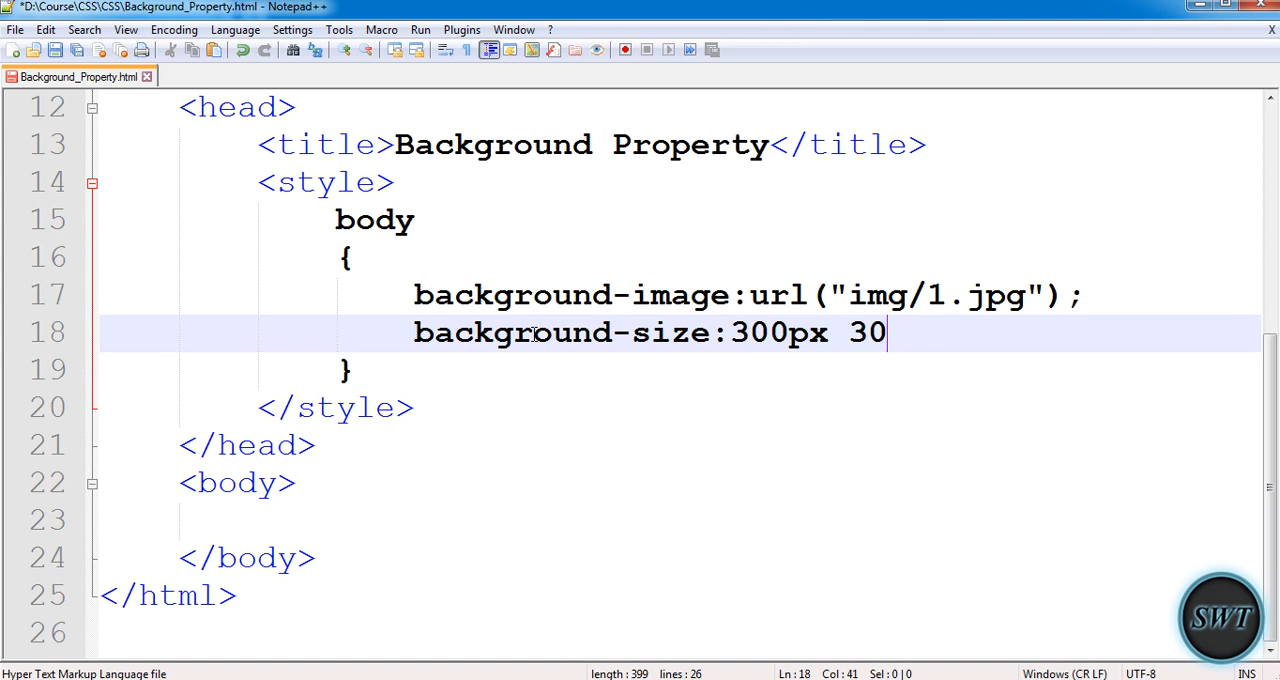 *D:\Course\CSS\CSS\Background_Property.html - Notepad++
File Edit Search View Encoding Language Settings Tools Macro Run Plugins Window ? X
Background_Property.html
12 <head>
13 <title>Background Property</title>
14 <style>
15 body
16 {
17 background-image:url("img/1.jpg");
18 background-size:300px 30
19 }
20 </style>
21 </head>
22 <body>
23
24 </body>
25 </html>
26
SWT
Hyper Text Markup Language file length : 399 lines : 26 Ln : 18 Col : 41 Sel : 0 | 0 Windows (CR LF) UTF-8 INS